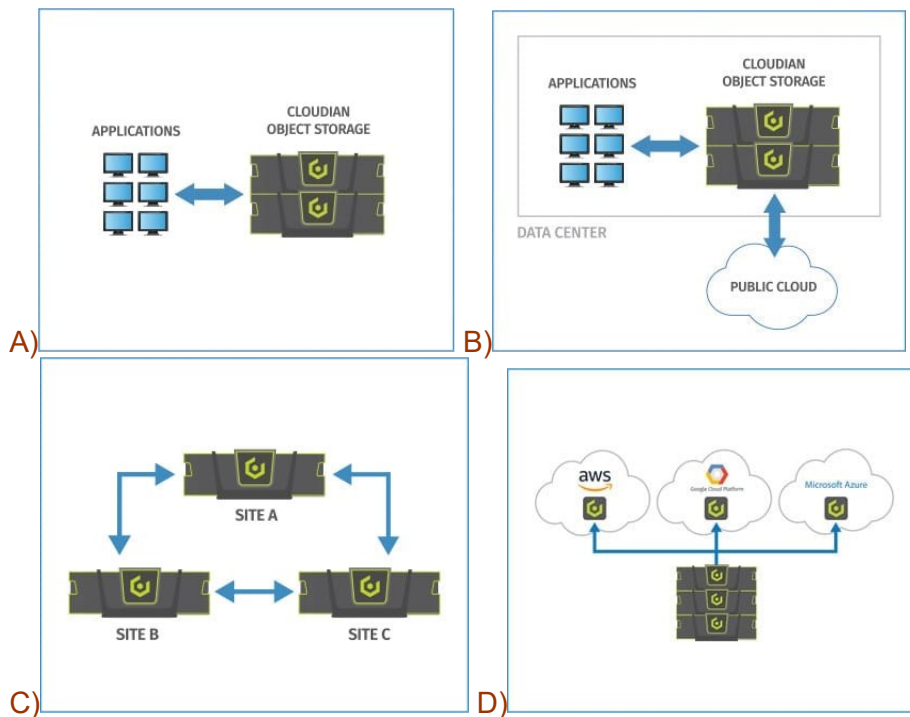 APPLICATIONS
CLOUDIAN
OBJECT STORAGE
A)
APPLICATIONS
CLOUDIAN
OBJECT STORAGE
DATA CENTER
PUBLIC CLOUD
B)
SITE A
SITE B
SITE C
C)
aws
Google Cloud Platform
Microsoft Azure
D)